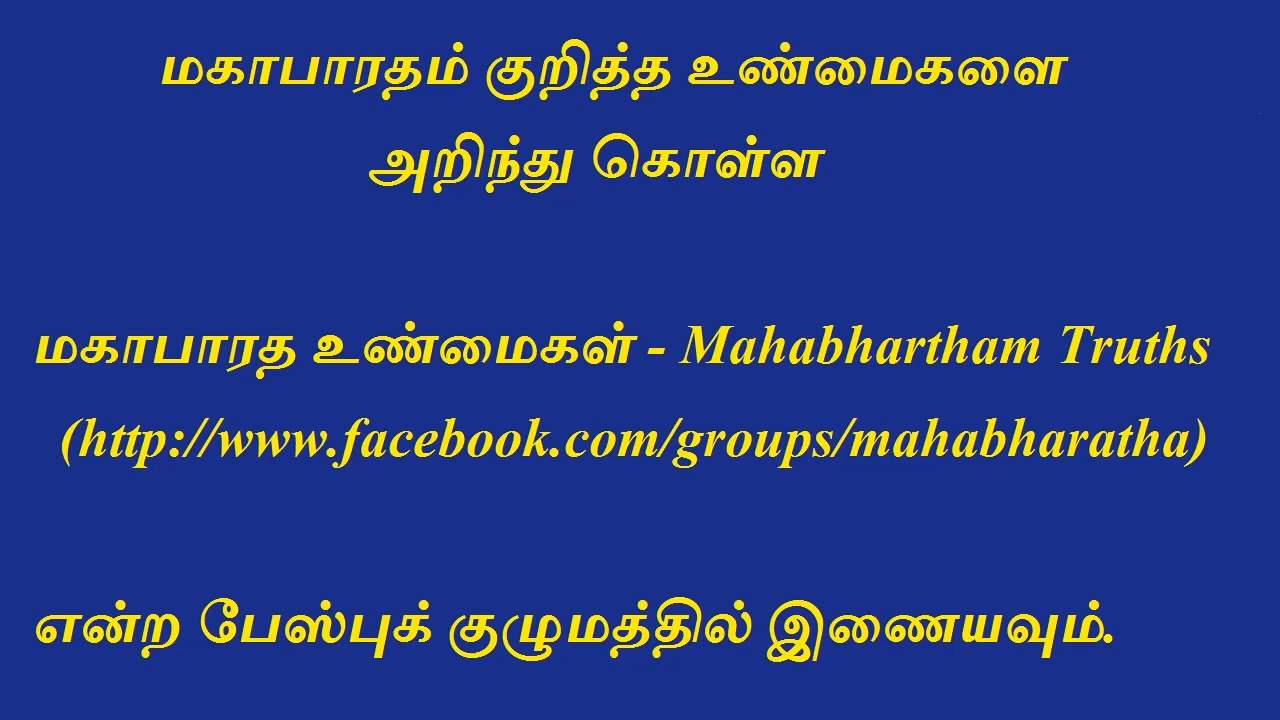 மகாபாரதம் குறித்த உண்மைகளை
அறிந்து கொள்ள
மகாபாரத உண்மைகள் - Mahabhartham Truths
(http://www.facebook.com/groups/mahabharatha)
என்ற பேஸ்புக் குழுமத்தில் இணையவும்.